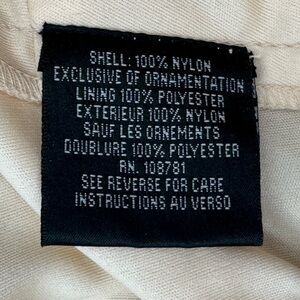 SHELL: 100% NYLON
EXCLUSIVE OF ORNAMENTATION
LINING 100% POLYESTER
EXTERIEUR 100% NYLON
SAUF LES ORNEMENTS
DOUBLURE 100% POLYESTER
RN. 109781
SEE REVERSE FOR CARE
INSTRUCTIONS AU VERSO